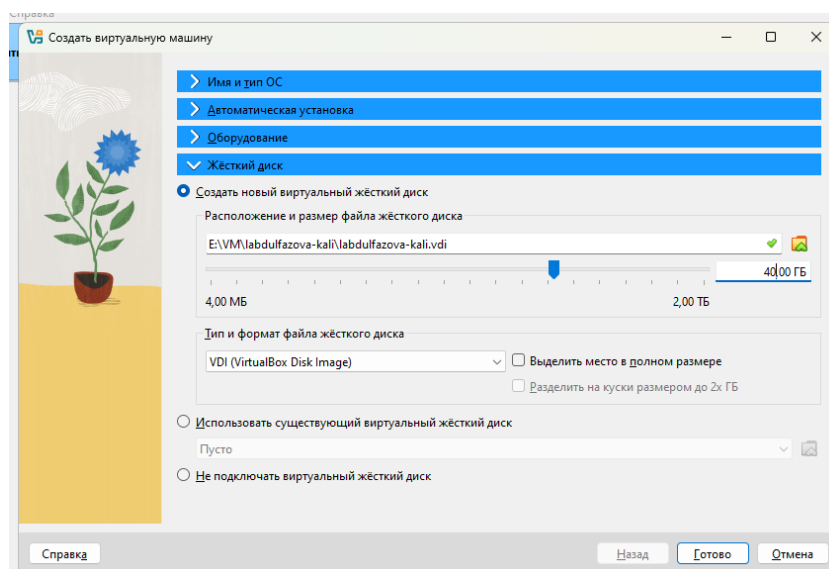 Справка
Создать виртуальную машину
Имя и тип ОС
Автоматическая установка
Оборудование
Жёсткий диск
Создать новый виртуальный жёсткий диск
Расположение и размер файла жёсткого диска
E:\VM\labdulfazova-kali\labdulfazova-kali.vdi
40,00 ГБ
4,00 МБ 2,00 ТБ
Тип и формат файла жёсткого диска
VDI (VirtualBox Disk Image) Выделить место в полном размере
Разделить на куски размером до 2х ГБ
Использовать существующий виртуальный жёсткий диск
Пусто
Не подключать виртуальный жёсткий диск
Справка Назад Готово Отмена